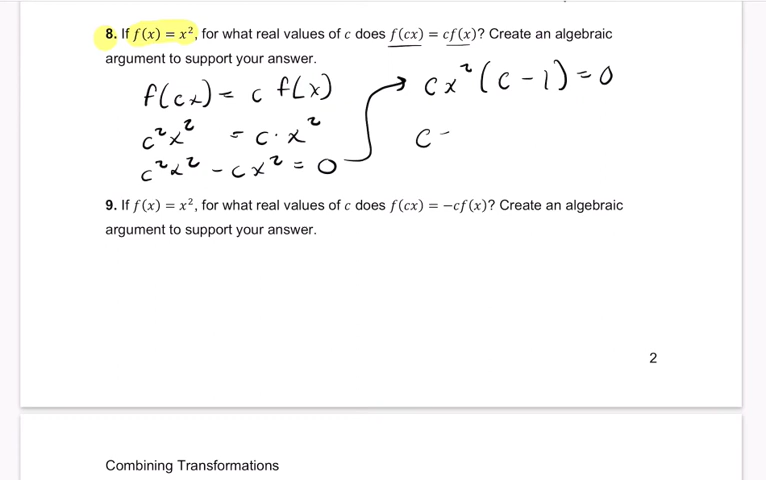 8. If f(x) = x², for what real values of c does f(cx) = cf(x)? Create an algebraic
argument to support your answer.
f(cx) = c f(x)
c²x² = c·x²
c²x² - cx² = 0
cx²(c-1)=0
c -
9. If f(x) = x², for what real values of c does f(cx) = −cf(x)? Create an algebraic
argument to support your answer.
2
Combining Transformations